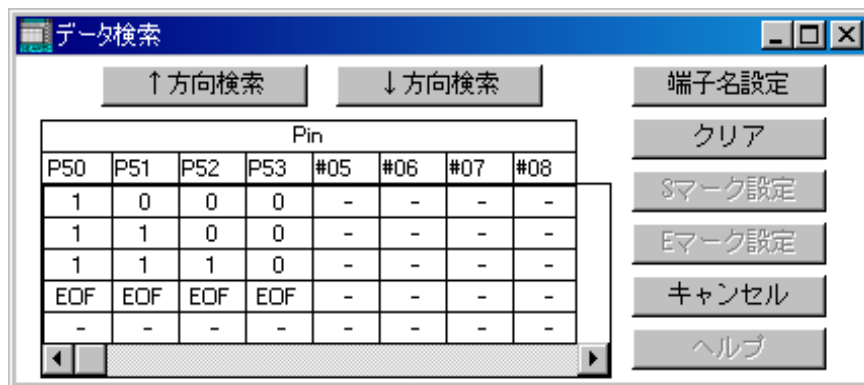 データ検索
↑方向検索 ↓方向検索 端子名設定
Pin クリア
P50 P51 P52 P53 #05 #06 #07 #08
1 0 0 0 - - - - Sマーク設定
1 1 0 0 - - - -
1 1 1 0 - - - - Eマーク設定
EOF EOF EOF EOF - - - - キャンセル
- - - - - - - -
ヘルプ